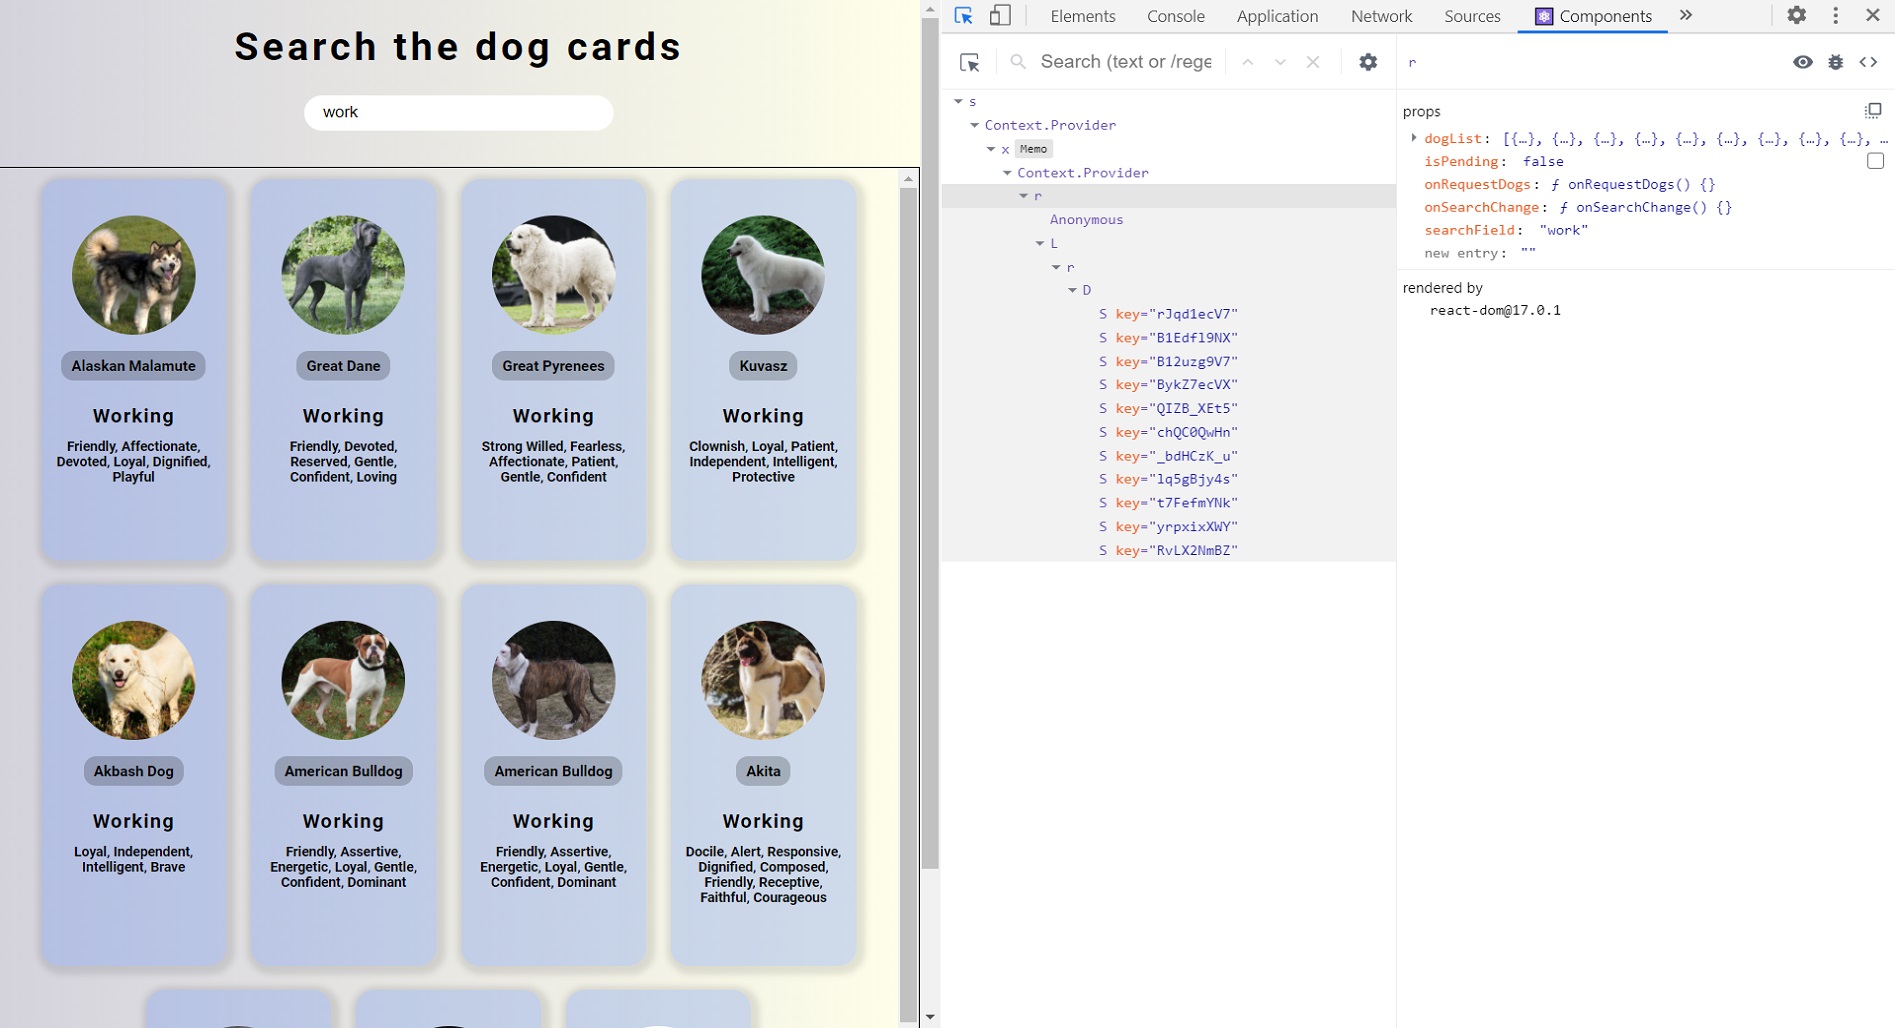 Search the dog cards
work
Alaskan Malamute
Working
Friendly, Affectionate,
Devoted, Loyal, Dignified,
Playful
Great Dane
Working
Friendly, Devoted,
Reserved, Gentle,
Confident, Loving
Great Pyrenees
Working
Strong Willed, Fearless,
Affectionate, Patient,
Gentle, Confident
Kuvasz
Working
Clownish, Loyal, Patient,
Independent, Intelligent,
Protective
Akbash Dog
Working
Loyal, Independent,
Intelligent, Brave
American Bulldog
Working
Friendly, Assertive,
Energetic, Loyal, Gentle,
Confident, Dominant
American Bulldog
Working
Friendly, Assertive,
Energetic, Loyal, Gentle,
Confident, Dominant
Akita
Working
Docile, Alert, Responsive,
Dignified, Composed,
Friendly, Receptive,
Faithful, Courageous
Elements Console Application Network Sources Components »
Search (text or /rege
s
Context.Provider
x Memo
Context.Provider
r
Anonymous
L
r
D
S key="rJqd1ecV7"
S key="B1Edfl9NX"
S key="B12uzg9V7"
S key="BykZ7ecVX"
S key="QIZB_XEt5"
S key="chQC0QwHn"
S key="_bdHCzK_u"
S key="lq5gBjy4s"
S key="t7FefmYNk"
S key="yrpxixXWY"
S key="RvLX2NmBZ"
r
props
dogList: [{…}, {…}, {…}, {…}, {…}, {…}, {…}, {…}, {…}, …
isPending: false
onRequestDogs: ƒ onRequestDogs() {}
onSearchChange: ƒ onSearchChange() {}
searchField: "work"
new entry: ""
rendered by
react-dom@17.0.1